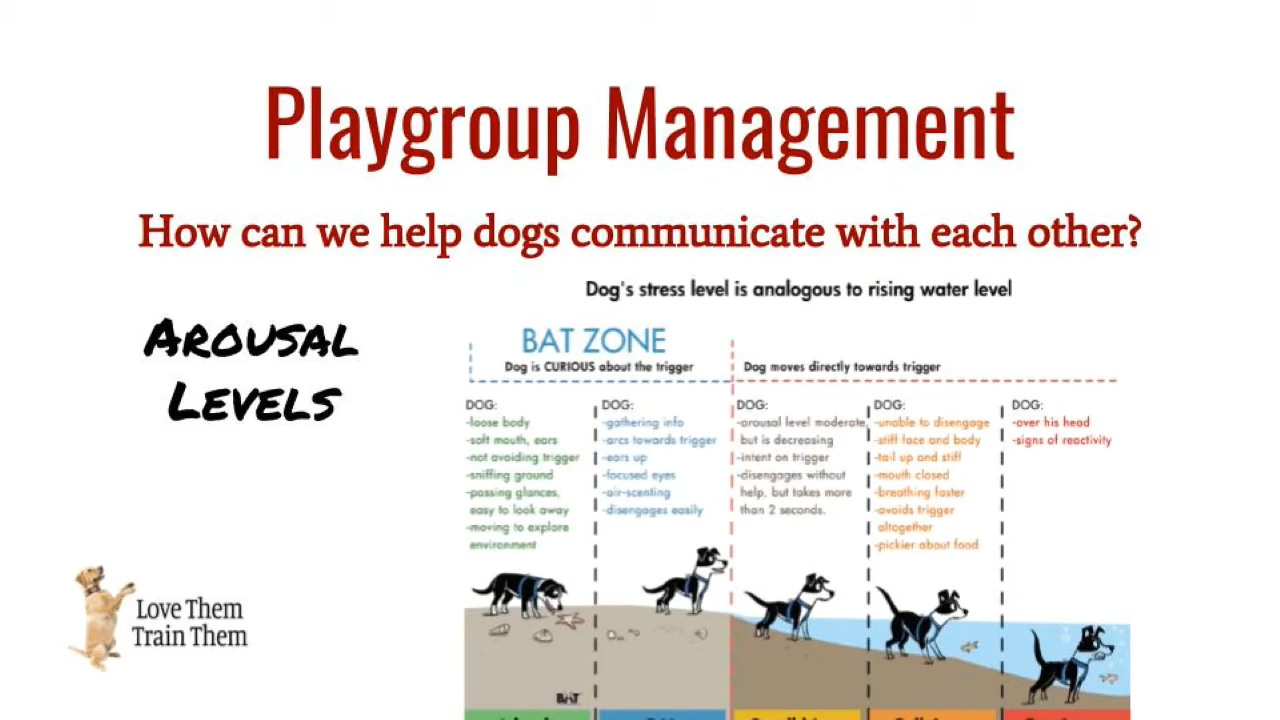 Playgroup Management
How can we help dogs communicate with each other?
Dog's stress level is analogous to rising water level
AROUSAL
LEVELS
BAT ZONE
Dog is CURIOUS about the trigger
Dog moves directly towards trigger
DOG:
-loose body
-soft mouth, ears
-not avoiding trigger
-sniffing ground
-passing glances,
easy to look away
-moving to explore
environment
DOG:
-gathering info
-arcs towards trigger
-ears up
-focused eyes
-air-scenting
-disengages easily
DOG:
-arousal level moderate,
but is decreasing
-intent on trigger
-disengages without
help, but takes more
than 2 seconds.
DOG:
-unable to disengage
-stiff face and body
-tail up and stiff
-mouth closed
-breathing faster
-avoids trigger
altogether
-pickier about food
DOG:
-over his head
-signs of reactivity
BAT
Love Them
Train Them